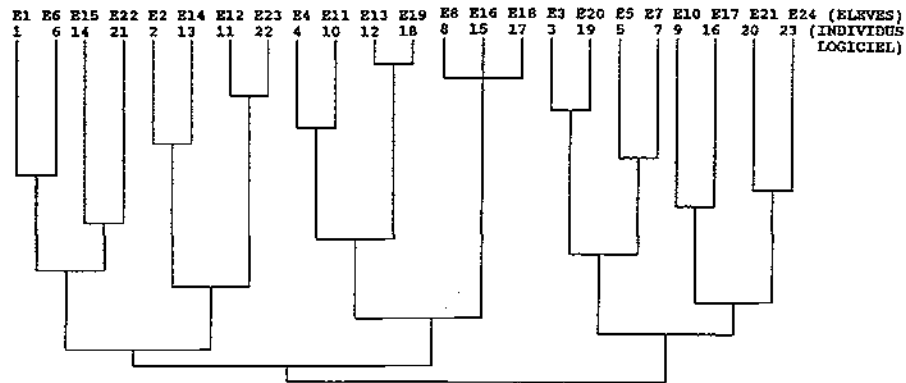 E1 E6 E15 E22 E2 E14 E12 E23 E4 E11 E13 E19 E8 E16 E18 E3 E20 E5 E7 E10 E17 E21 E24 (ELEVES)
1 6 14 21 2 13 11 22 4 10 12 18 8 15 17 3 19 5 7 9 16 20 23 (INDIVIDUS
LOGICIEL)